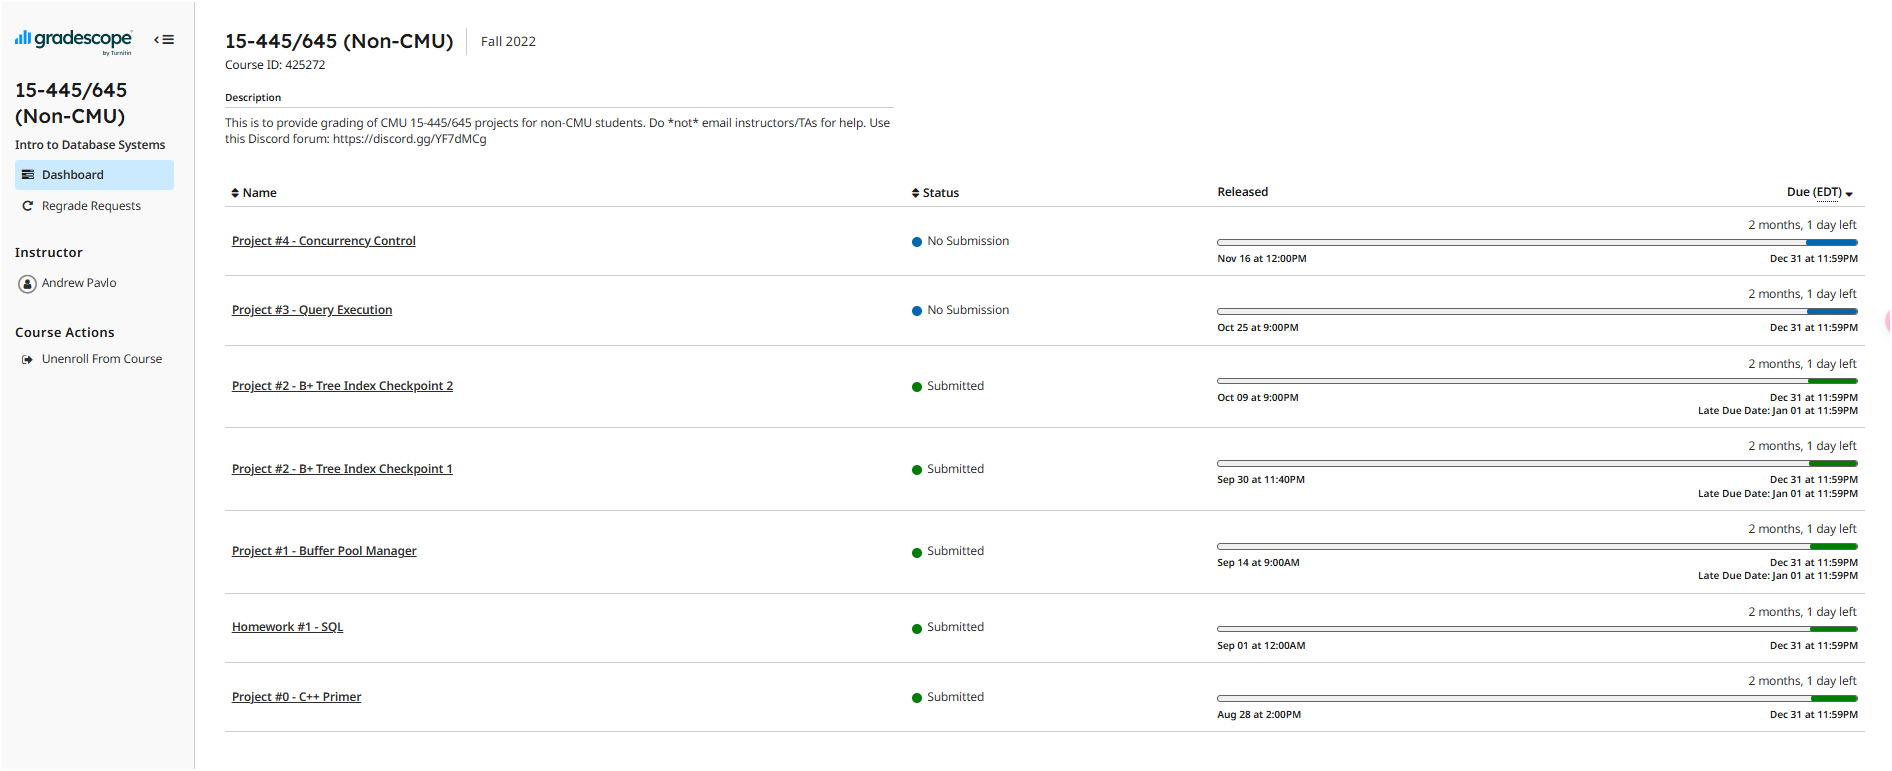 gradescope
by Turnitin
15-445/645
(Non-CMU)
Intro to Database Systems
Dashboard
Regrade Requests
Instructor
Andrew Pavlo
Course Actions
Unenroll From Course
15-445/645 (Non-CMU) Fall 2022
Course ID: 425272
Description
This is to provide grading of CMU 15-445/645 projects for non-CMU students. Do *not* email instructors/TAs for help. Use
this Discord forum: https://discord.gg/YF7dMCg
Name Status Released Due (EDT)
2 months, 1 day left
Project #4 - Concurrency Control No Submission
Nov 16 at 12:00PM Dec 31 at 11:59PM
2 months, 1 day left
Project #3 - Query Execution No Submission
Oct 25 at 9:00PM Dec 31 at 11:59PM
2 months, 1 day left
Project #2 - B+ Tree Index Checkpoint 2 Submitted
Oct 09 at 9:00PM Dec 31 at 11:59PM
Late Due Date: Jan 01 at 11:59PM
2 months, 1 day left
Project #2 - B+ Tree Index Checkpoint 1 Submitted
Sep 30 at 11:40PM Dec 31 at 11:59PM
Late Due Date: Jan 01 at 11:59PM
2 months, 1 day left
Project #1 - Buffer Pool Manager Submitted
Sep 14 at 9:00AM Dec 31 at 11:59PM
Late Due Date: Jan 01 at 11:59PM
2 months, 1 day left
Homework #1 - SQL Submitted
Sep 01 at 12:00AM Dec 31 at 11:59PM
2 months, 1 day left
Project #0 - C++ Primer Submitted
Aug 28 at 2:00PM Dec 31 at 11:59PM